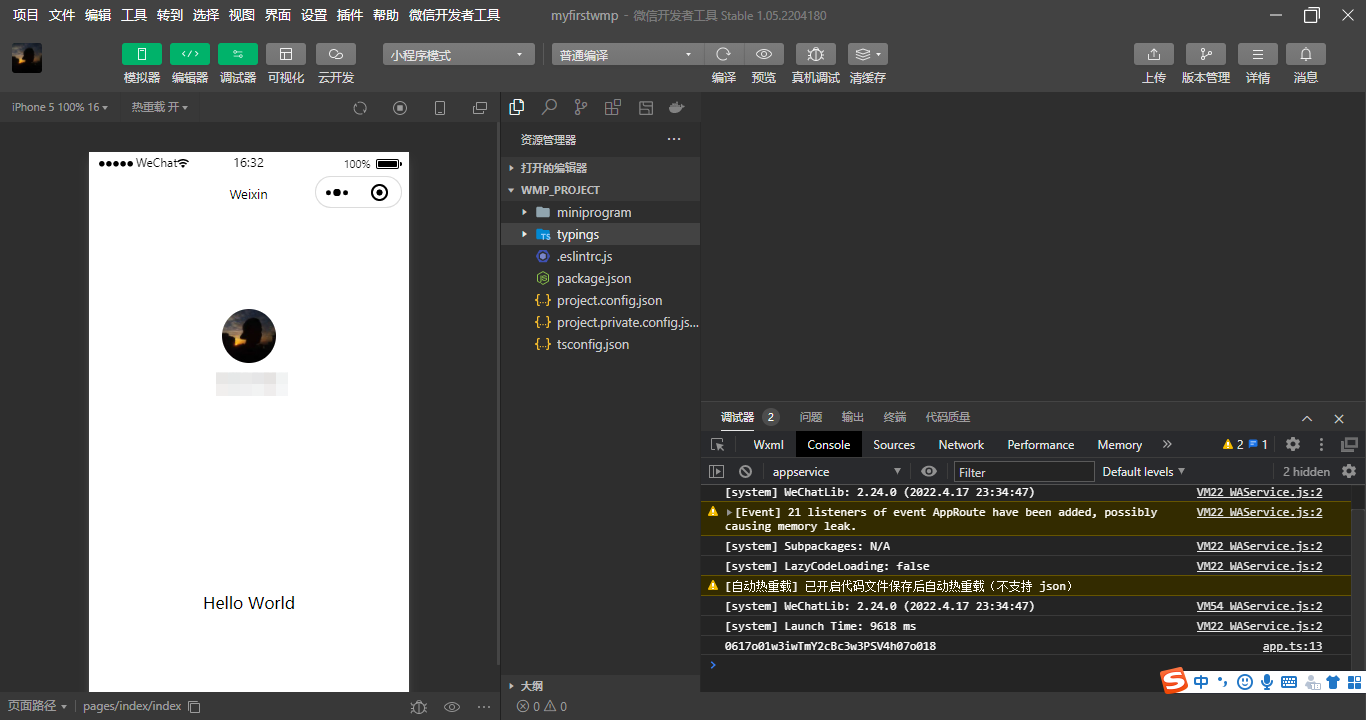 项目 文件 编辑 工具 转到 选择 视图 界面 设置 插件 帮助 微信开发者工具 myfirstwmp - 微信开发者工具 Stable 1.05.2204180
小程序模式 普通编译
模拟器 编辑器 调试器 可视化 云开发 编译 预览 真机调试 清缓存 上传 版本管理 详情 消息
iPhone 5 100% 16 热重载 开
WeChat 16:32 100%
Weixin
Hello World
页面路径 pages/index/index
资源管理器
打开的编辑器
WMP_PROJECT
miniprogram
TS typings
.eslintrc.js
JS package.json
{..} project.config.json
{..} project.private.config.js...
{..} tsconfig.json
大纲
0 0
调试器 2 问题 输出 终端 代码质量
Wxml Console Sources Network Performance Memory 2 1
appservice Filter Default levels 2 hidden
[system] WeChatLib: 2.24.0 (2022.4.17 23:34:47) VM22 WAService.js:2
[Event] 21 listeners of event AppRoute have been added, possibly VM22 WAService.js:2
causing memory leak.
[system] Subpackages: N/A VM22 WAService.js:2
[system] LazyCodeLoading: false VM22 WAService.js:2
[自动热重载] 已开启代码文件保存后自动热重载（不支持 json）
[system] WeChatLib: 2.24.0 (2022.4.17 23:34:47) VM54 WAService.js:2
[system] Launch Time: 9618 ms VM22 WAService.js:2
0617o01w3iwTmY2cBc3w3PSV4h07o018 app.ts:13
S 中